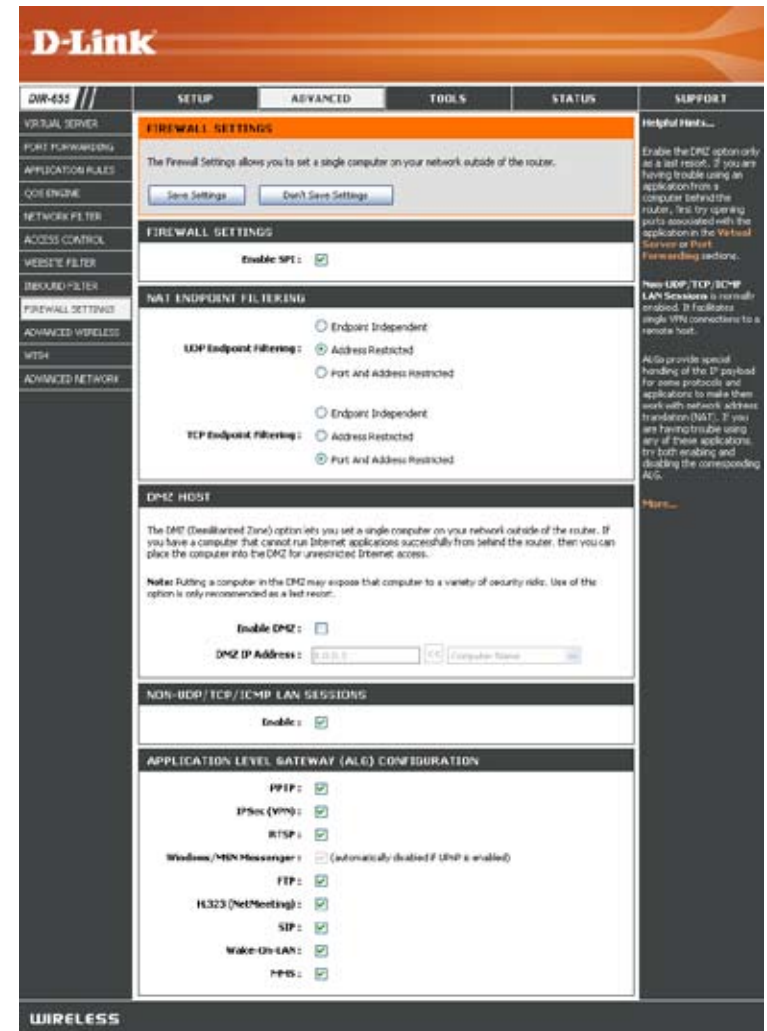 D-Link
DIR-655
SETUP
ADVANCED
TOOLS
STATUS
SUPPORT
VIRTUAL SERVER
PORT FORWARDING
APPLICATION RULES
QOS ENGINE
NETWORK FILTER
ACCESS CONTROL
WEBSITE FILTER
INBOUND FILTER
FIREWALL SETTINGS
ADVANCED WIRELESS
WISH
ADVANCED NETWORK
FIREWALL SETTINGS
The Firewall Settings allows you to set a single computer on your network outside of the router.
Save Settings
Don't Save Settings
FIREWALL SETTINGS
Enable SPI :
NAT ENDPOINT FILTERING
UDP Endpoint Filtering :
Endpoint Independent
Address Restricted
Port And Address Restricted
TCP Endpoint Filtering :
Endpoint Independent
Address Restricted
Port And Address Restricted
DMZ HOST
The DMZ (Demilitarized Zone) option lets you set a single computer on your network outside of the router. If
you have a computer that cannot run Internet applications successfully from behind the router, then you can
place the computer into the DMZ for unrestricted Internet access.
Note: Putting a computer in the DMZ may expose that computer to a variety of security risks. Use of this
option is only recommended as a last resort.
Enable DMZ :
DMZ IP Address :
0.0.0.0
<<
Computer Name
NON-UDP/TCP/ICMP LAN SESSIONS
Enable :
APPLICATION LEVEL GATEWAY (ALG) CONFIGURATION
PPTP :
IPSec (VPN) :
RTSP :
Windows/MSN Messenger :
(automatically disabled if UPnP is enabled)
FTP :
H.323 (NetMeeting) :
SIP :
Wake-On-LAN :
MMS :
Helpful Hints...
Enable the DMZ option only
as a last resort. If you are
having trouble using an
application from a
computer behind the
router, first try opening
ports associated with the
application in the Virtual
Server or Port
Forwarding sections.
Non-UDP/TCP/ICMP
LAN Sessions is normally
enabled. It facilitates
single VPN connections to a
remote host.
ALGs provide special
handling of the IP payload
for some protocols and
applications to make them
work with network address
translation (NAT). If you
are having trouble using
any of these applications,
try both enabling and
disabling the corresponding
ALG.
More...
WIRELESS